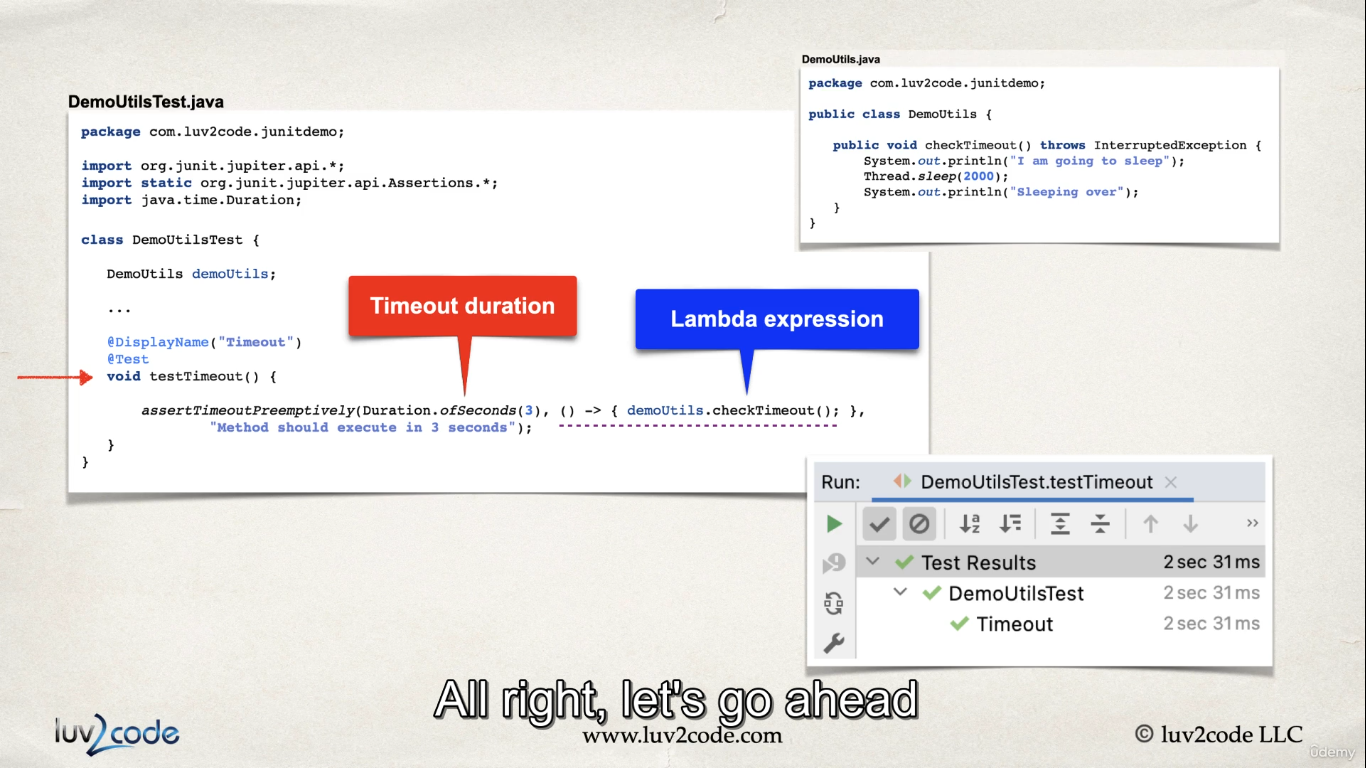 DemoUtilsTest.java
package com.luv2code.junitdemo;
import org.junit.jupiter.api.*;
import static org.junit.jupiter.api.Assertions.*;
import java.time.Duration;
class DemoUtilsTest {
DemoUtils demoUtils;
...
@DisplayName("Timeout")
@Test
void testTimeout() {
assertTimeoutPreemptively(Duration.ofSeconds(3), () -> { demoUtils.checkTimeout(); },
"Method should execute in 3 seconds");
}
}
Timeout duration
Lambda expression
DemoUtils.java
package com.luv2code.junitdemo;
public class DemoUtils {
public void checkTimeout() throws InterruptedException {
System.out.println("I am going to sleep");
Thread.sleep(2000);
System.out.println("Sleeping over");
}
}
Run: DemoUtilsTest.testTimeout
Test Results 2 sec 31 ms
DemoUtilsTest 2 sec 31 ms
Timeout 2 sec 31 ms
All right, let's go ahead
luv2code
www.luv2code.com
© luv2code LLC
ûdemy